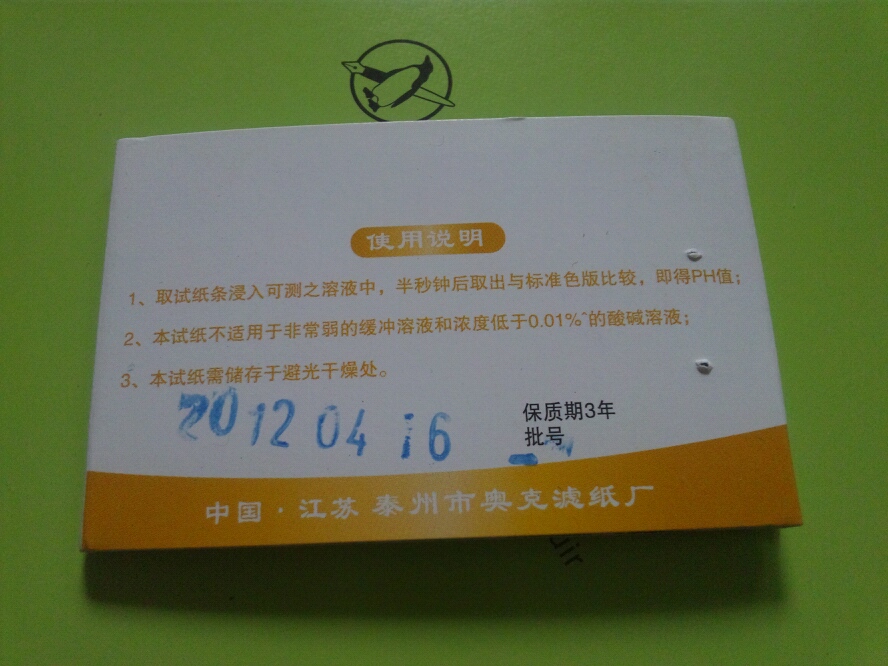 使用说明
1、取试纸条浸入可测之溶液中，半秒钟后取出与标准色版比较，即得PH值；
2、本试纸不适用于非常弱的缓冲溶液和浓度低于0.01%的酸碱溶液；
3、本试纸需储存于避光干燥处。
保质期3年
2012 04 16
批号
中国·江苏 泰州市奥克滤纸厂